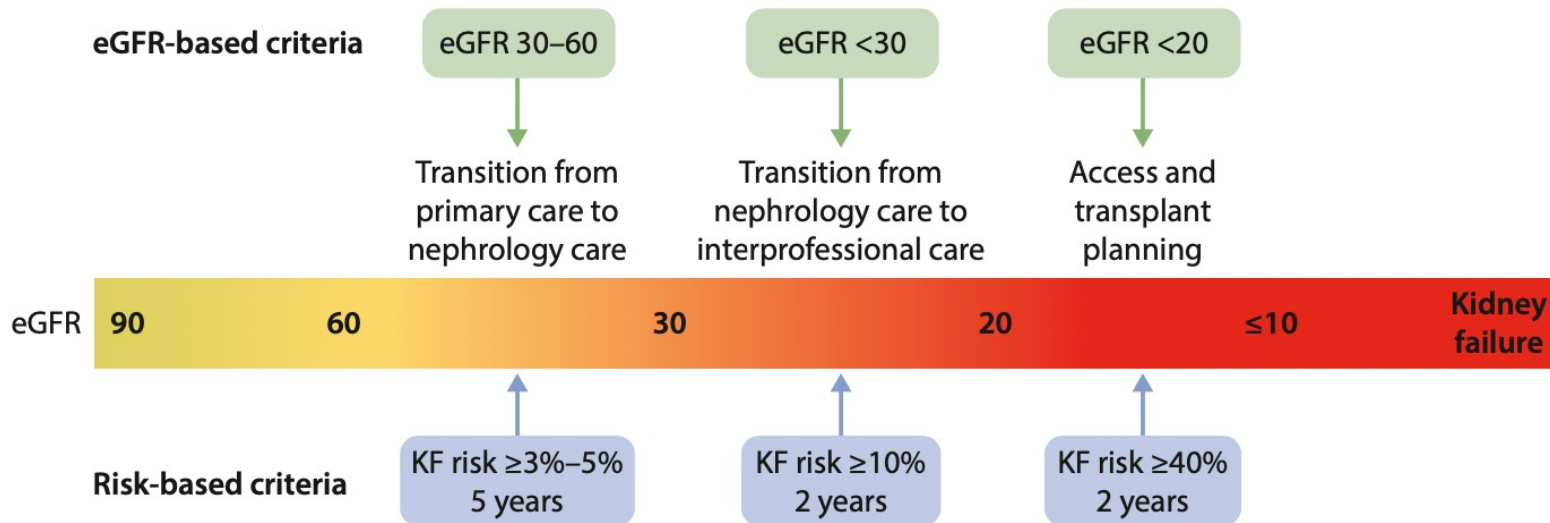 eGFR-based criteria
eGFR 30–60
eGFR <30
eGFR <20
Transition from
primary care to
nephrology care
Transition from
nephrology care to
interprofessional care
Access and
transplant
planning
eGFR
90
60
30
20
≤10
Kidney
failure
Risk-based criteria
KF risk ≥3%–5%
5 years
KF risk ≥10%
2 years
KF risk ≥40%
2 years